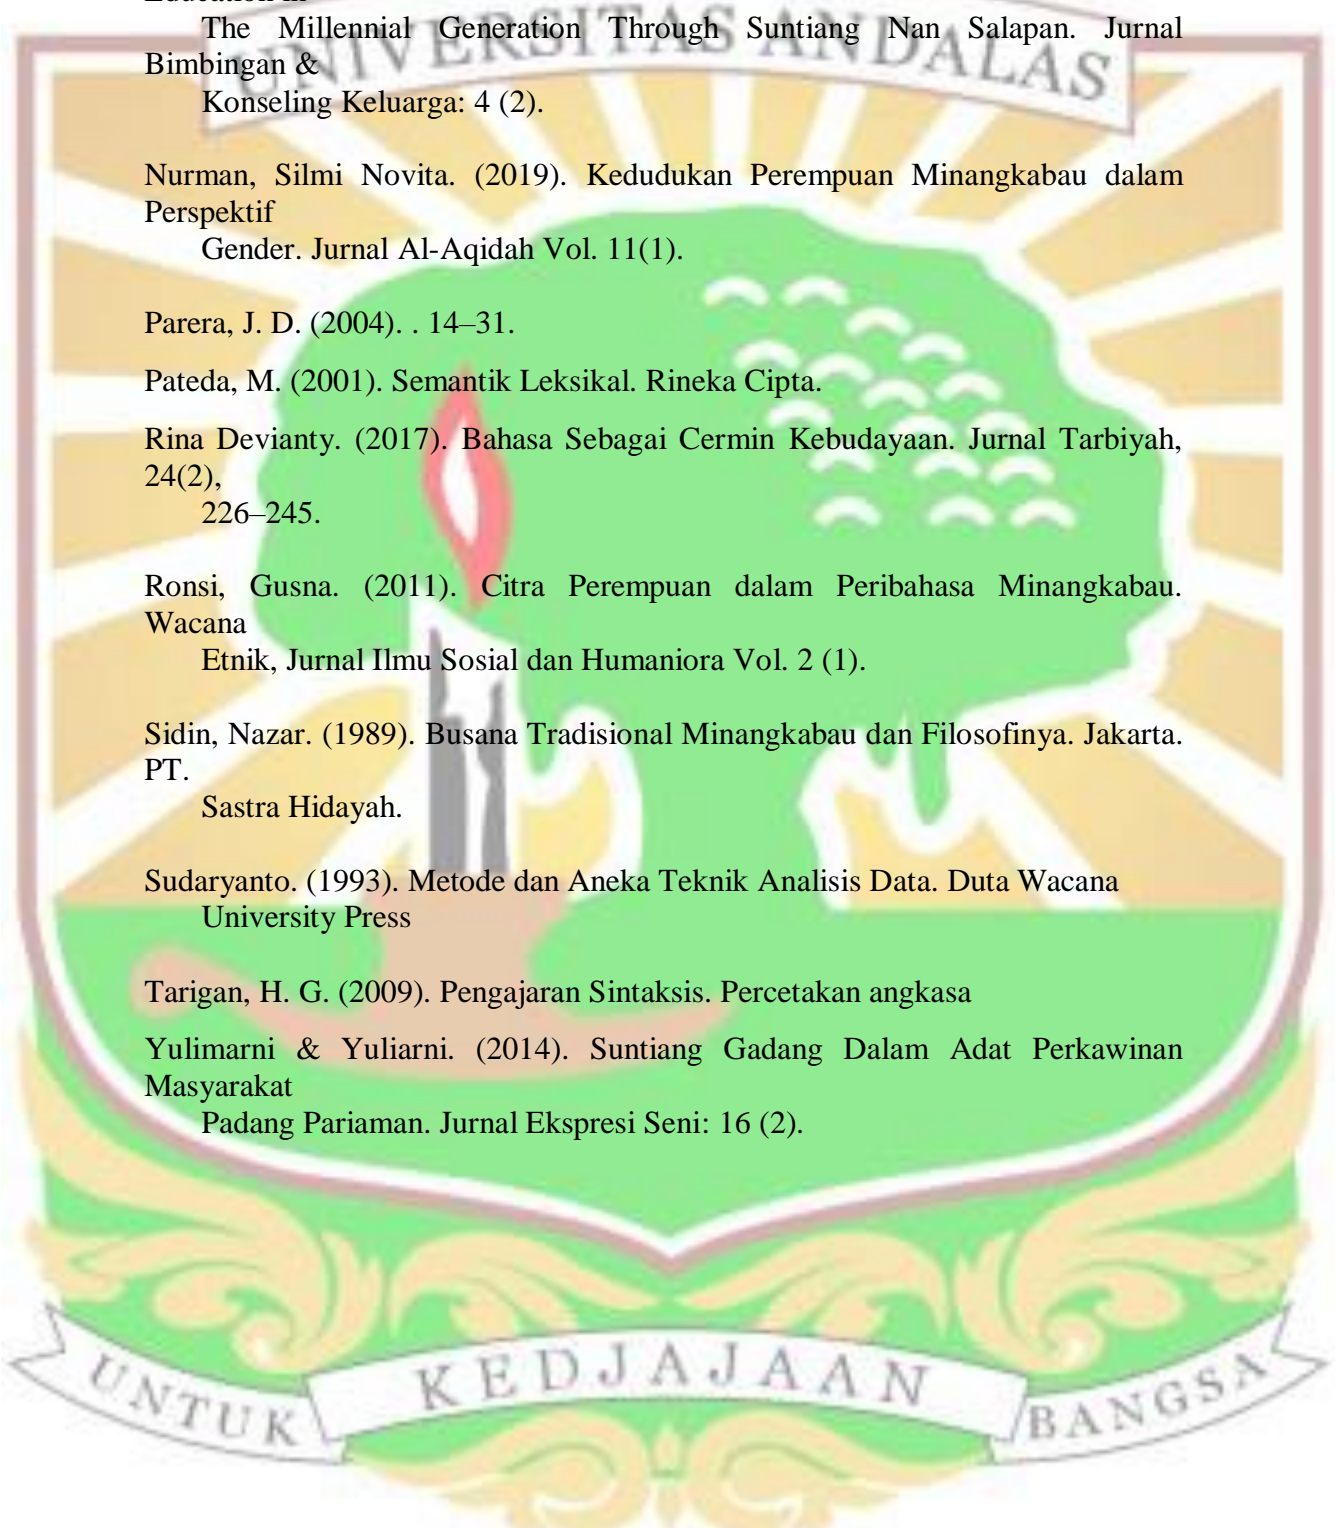 Education in
The Millennial Generation Through Suntiang Nan Salapan. Jurnal
UNIVERSITAS ANDALAS
Bimbingan &
Konseling Keluarga: 4 (2).
Nurman, Silmi Novita. (2019). Kedudukan Perempuan Minangkabau dalam
Perspektif
Gender. Jurnal Al-Aqidah Vol. 11(1).
Parera, J. D. (2004). . 14–31.
Pateda, M. (2001). Semantik Leksikal. Rineka Cipta.
Rina Devianty. (2017). Bahasa Sebagai Cermin Kebudayaan. Jurnal Tarbiyah,
24(2),
226–245.
Ronsi, Gusna. (2011). Citra Perempuan dalam Peribahasa Minangkabau.
Wacana
Etnik, Jurnal Ilmu Sosial dan Humaniora Vol. 2 (1).
Sidin, Nazar. (1989). Busana Tradisional Minangkabau dan Filosofinya. Jakarta.
PT.
Sastra Hidayah.
Sudaryanto. (1993). Metode dan Aneka Teknik Analisis Data. Duta Wacana
University Press
Tarigan, H. G. (2009). Pengajaran Sintaksis. Percetakan angkasa
Yulimarni & Yuliarni. (2014). Suntiang Gadang Dalam Adat Perkawinan
Masyarakat
Padang Pariaman. Jurnal Ekspresi Seni: 16 (2).
UNTUK KEDJAJAAN BANGSA